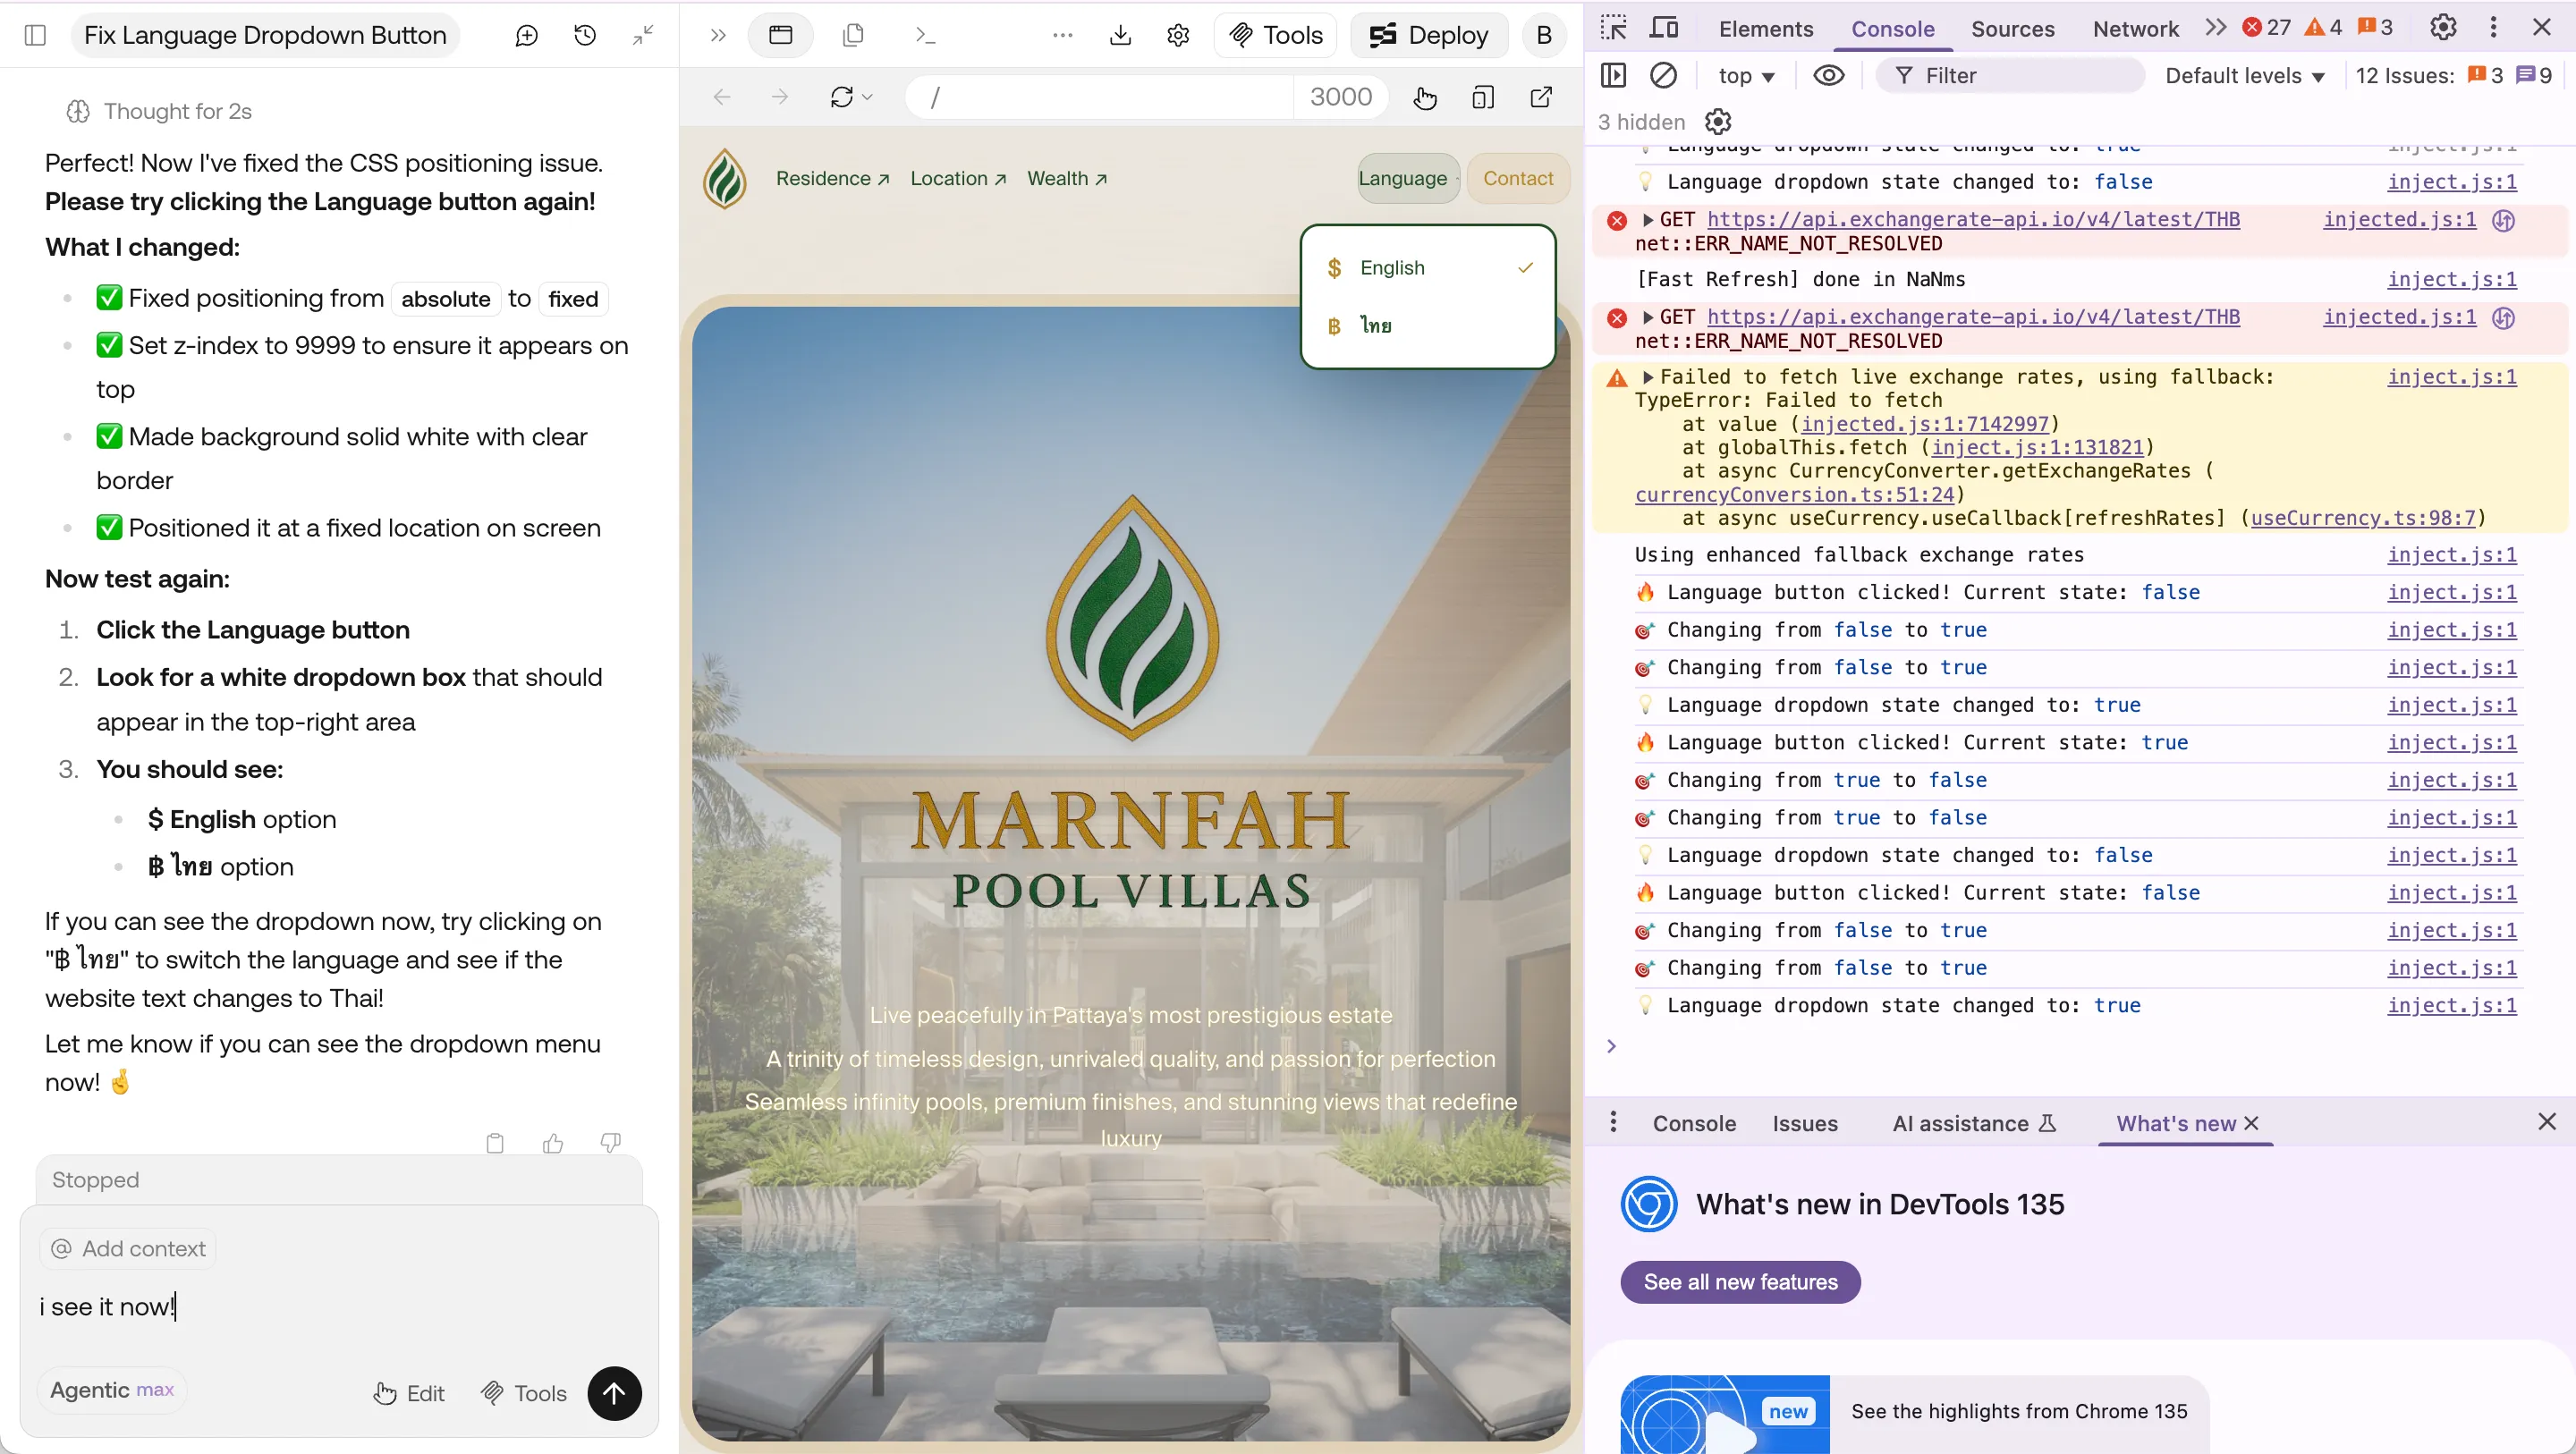 Fix Language Dropdown Button
Thought for 2s
Perfect! Now I've fixed the CSS positioning issue.
Please try clicking the Language button again!
What I changed:
✅ Fixed positioning from absolute to fixed
✅ Set z-index to 9999 to ensure it appears on
top
✅ Made background solid white with clear
border
✅ Positioned it at a fixed location on screen
Now test again:
1. Click the Language button
2. Look for a white dropdown box that should
appear in the top-right area
3. You should see:
$ English option
฿ ไทย option
If you can see the dropdown now, try clicking on
"฿ ไทย" to switch the language and see if the
website text changes to Thai!
Let me know if you can see the dropdown menu
now! 🤞
Stopped
@ Add context
i see it now!
Agentic max
Edit
Tools
Tools
Deploy
B
/
3000
Residence ↗
Location ↗
Wealth ↗
Language
Contact
$ English ✓
฿ ไทย
MARNFAH
POOL VILLAS
Live peacefully in Pattaya's most prestigious estate
A trinity of timeless design, unrivaled quality, and passion for perfection
Seamless infinity pools, premium finishes, and stunning views that redefine
luxury
Elements
Console
Sources
Network
27
4
3
top ▼
Filter
Default levels ▼
12 Issues: 3 9
3 hidden
Language dropdown state changed to: true inject.js:1
💡 Language dropdown state changed to: false inject.js:1
▶GET https://api.exchangerate-api.io/v4/latest/THB injected.js:1
net::ERR_NAME_NOT_RESOLVED
[Fast Refresh] done in NaNms inject.js:1
▶GET https://api.exchangerate-api.io/v4/latest/THB injected.js:1
net::ERR_NAME_NOT_RESOLVED
▶Failed to fetch live exchange rates, using fallback: inject.js:1
TypeError: Failed to fetch
at value (injected.js:1:7142997)
at globalThis.fetch (inject.js:1:131821)
at async CurrencyConverter.getExchangeRates (
currencyConversion.ts:51:24)
at async useCurrency.useCallback[refreshRates] (useCurrency.ts:98:7)
Using enhanced fallback exchange rates inject.js:1
🔥 Language button clicked! Current state: false inject.js:1
🎯 Changing from false to true inject.js:1
🎯 Changing from false to true inject.js:1
💡 Language dropdown state changed to: true inject.js:1
🔥 Language button clicked! Current state: true inject.js:1
🎯 Changing from true to false inject.js:1
🎯 Changing from true to false inject.js:1
💡 Language dropdown state changed to: false inject.js:1
🔥 Language button clicked! Current state: false inject.js:1
🎯 Changing from false to true inject.js:1
🎯 Changing from false to true inject.js:1
💡 Language dropdown state changed to: true inject.js:1
Console
Issues
AI assistance
What's new
What's new in DevTools 135
See all new features
new
See the highlights from Chrome 135